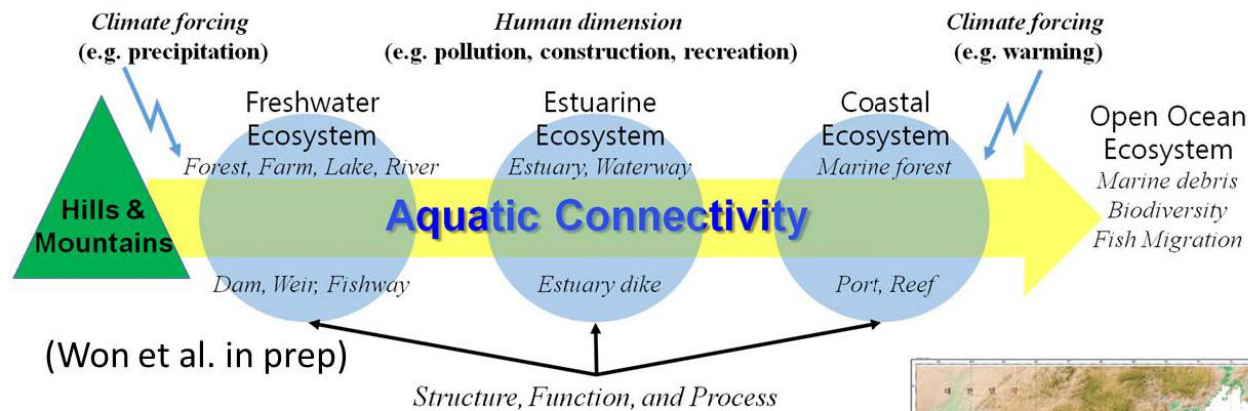 Climate forcing
(e.g. precipitation)
Human dimension
(e.g. pollution, construction, recreation)
Climate forcing
(e.g. warming)
Freshwater
Ecosystem
Forest, Farm, Lake, River
Estuarine
Ecosystem
Estuary, Waterway
Coastal
Ecosystem
Marine forest
Open Ocean
Ecosystem
Marine debris
Biodiversity
Fish Migration
Hills &
Mountains
Aquatic Connectivity
Dam, Weir, Fishway
Estuary dike
Port, Reef
(Won et al. in prep)
Structure, Function, and Process